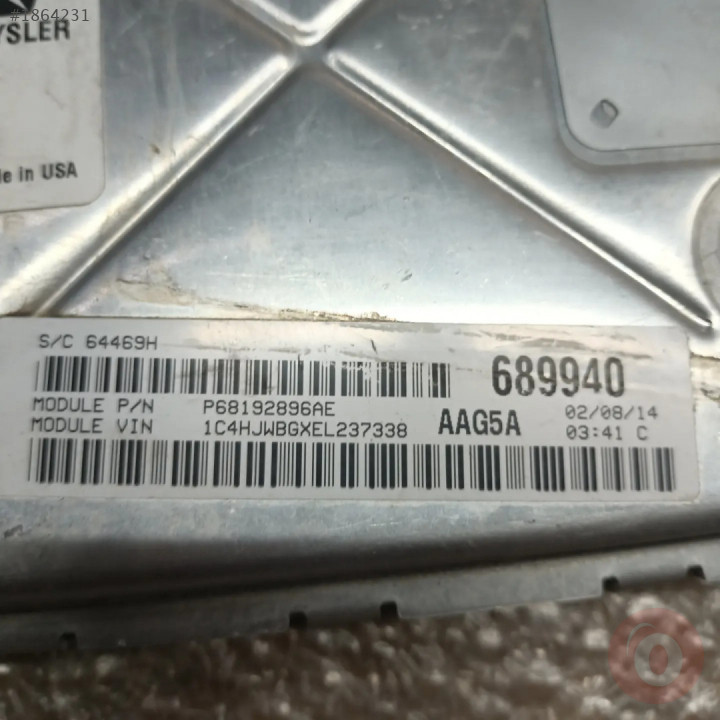 #1864231
YSLER
in USA
S/C 64469H
689940
MODULE P/N P68192896AE
MODULE VIN 1C4HJWBGXEL237338
AAG5A
02/08/14
03:41 C